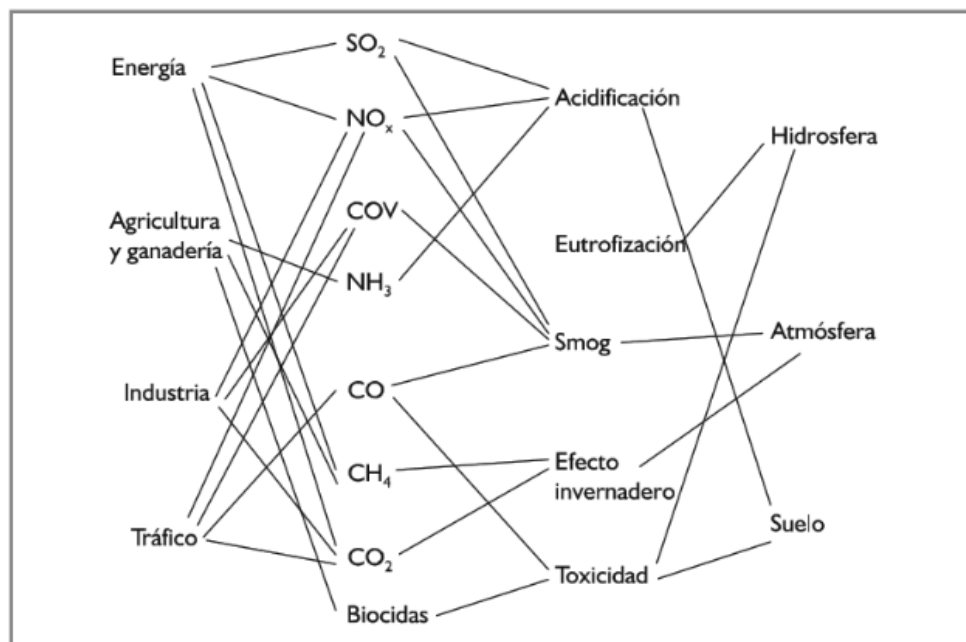 Energía
Agricultura
y ganadería
Industria
Tráfico
SO₂
NOₓ
COV
NH₃
CO
CH₄
CO₂
Biocidas
Acidificación
Eutrofización
Smog
Efecto
invernadero
Toxicidad
Hidrosfera
Atmósfera
Suelo